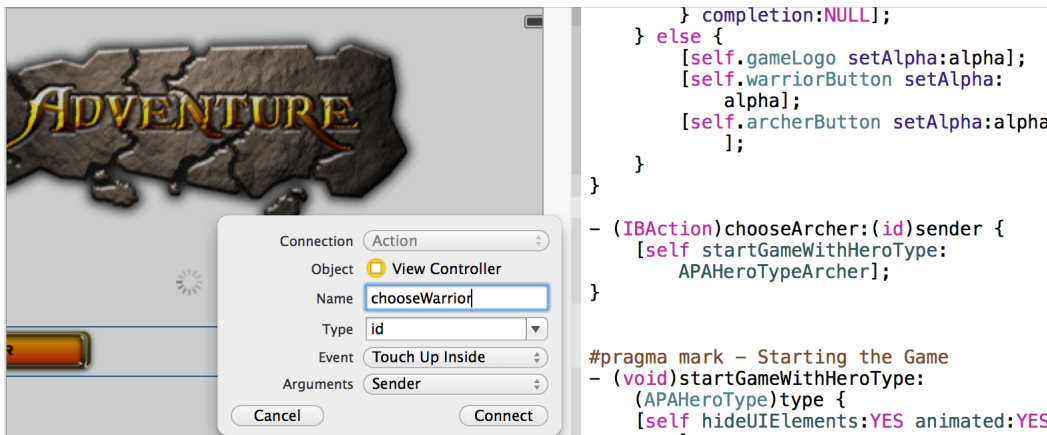 ADVENTURE
Connection Action
Object View Controller
Name chooseWarrior
Type id
Event Touch Up Inside
Arguments Sender
Cancel Connect
R
} completion:NULL];
} else {
[self.gameLogo setAlpha:alpha];
[self.warriorButton setAlpha:
alpha];
[self.archerButton setAlpha:alpha
];
}
}
- (IBAction)chooseArcher:(id)sender {
[self startGameWithHeroType:
APAHeroTypeArcher];
}
#pragma mark - Starting the Game
- (void)startGameWithHeroType:
(APAHeroType)type {
[self hideUIElements:YES animated:YES